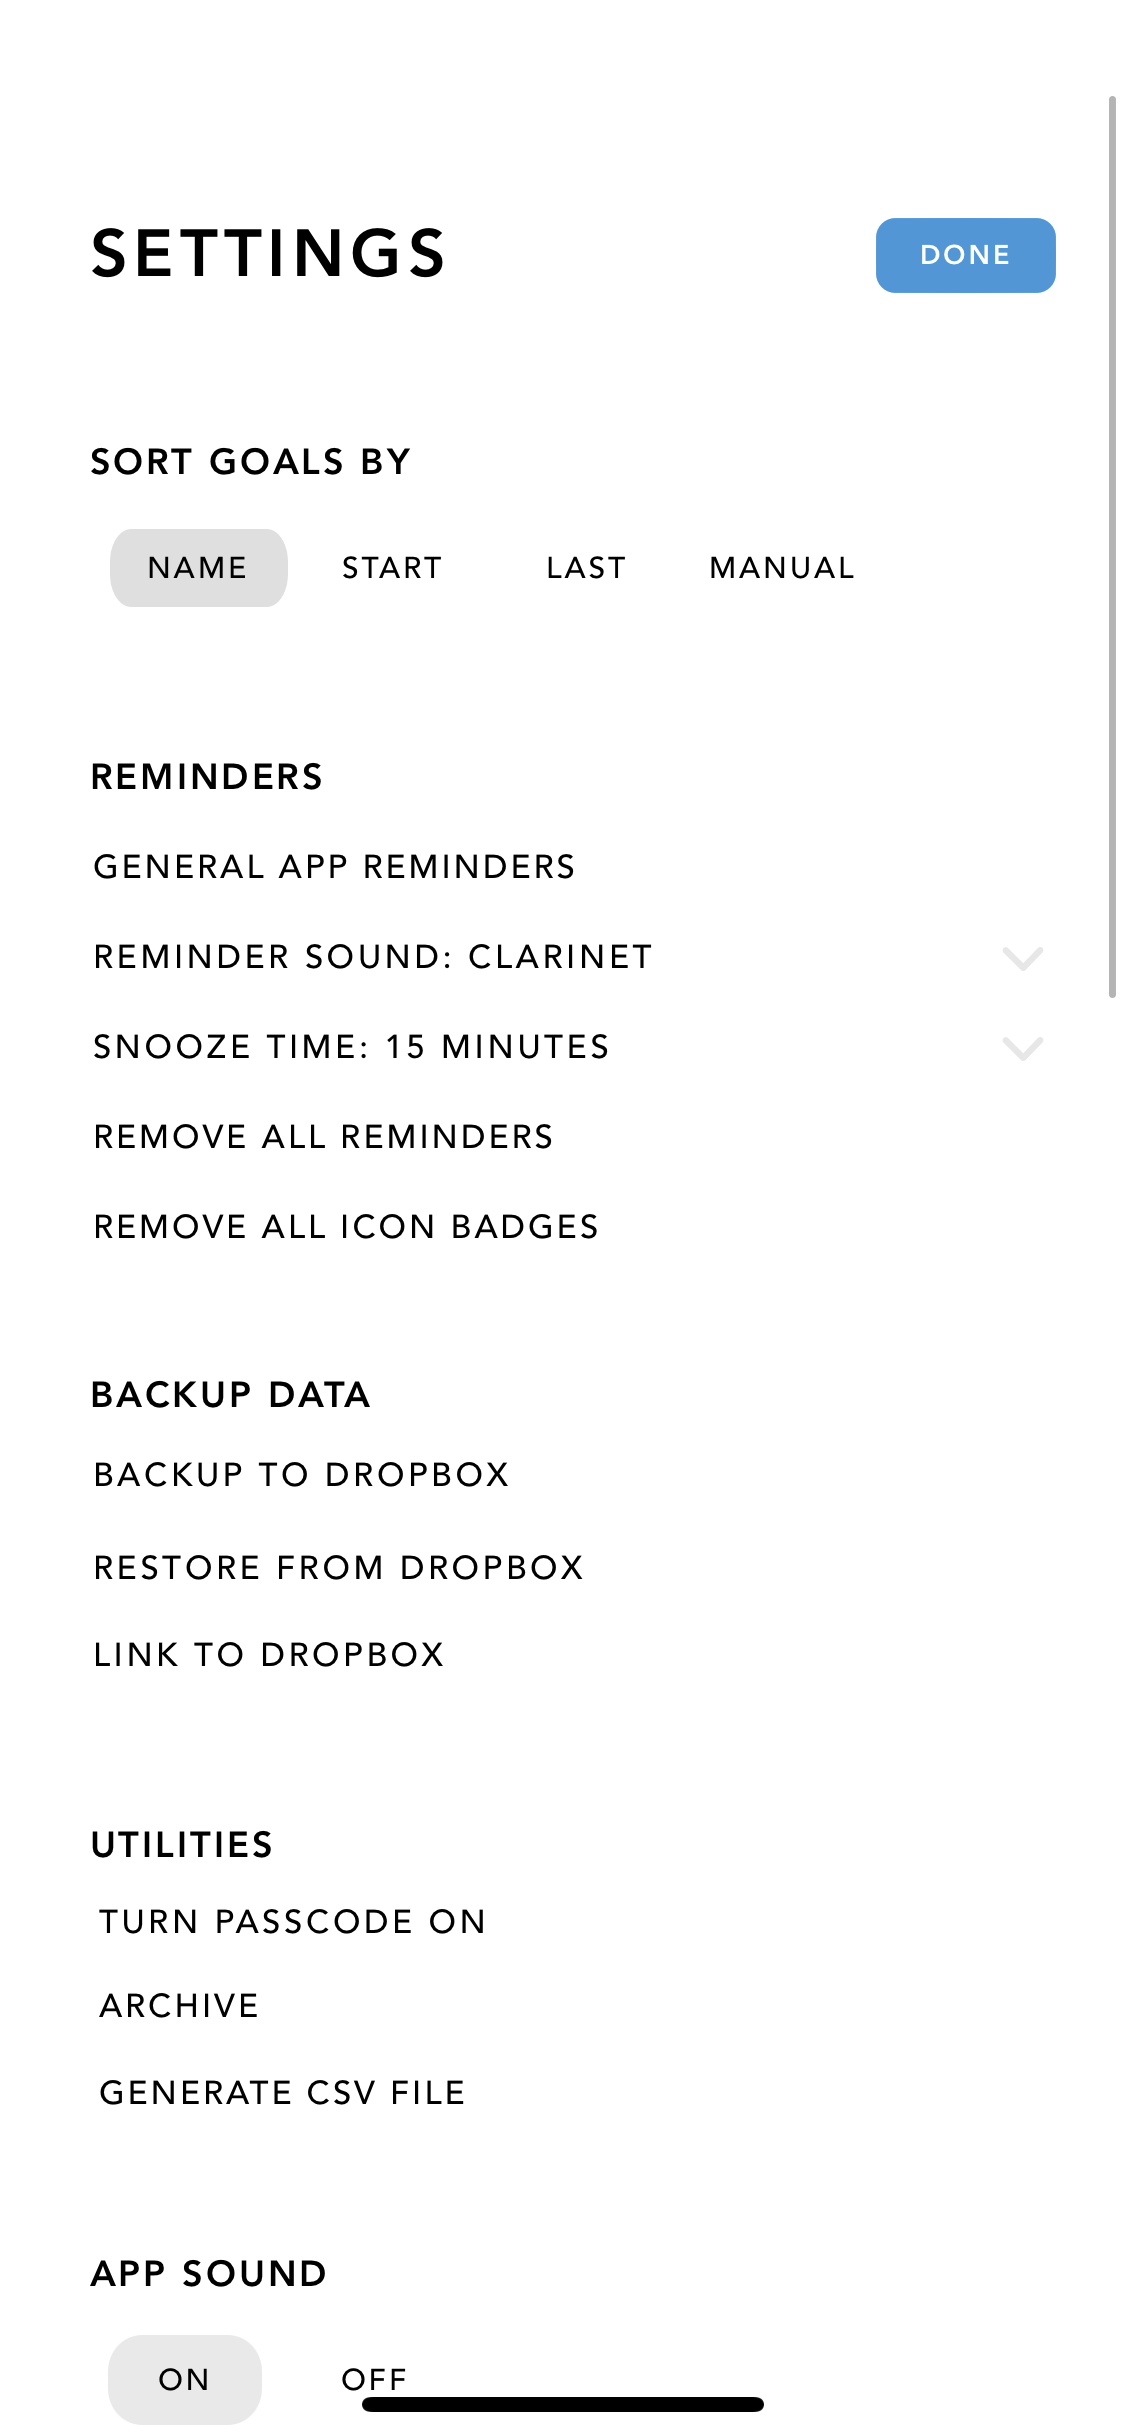 SETTINGS
DONE
SORT GOALS BY
NAME START LAST MANUAL
REMINDERS
GENERAL APP REMINDERS
REMINDER SOUND: CLARINET
SNOOZE TIME: 15 MINUTES
REMOVE ALL REMINDERS
REMOVE ALL ICON BADGES
BACKUP DATA
BACKUP TO DROPBOX
RESTORE FROM DROPBOX
LINK TO DROPBOX
UTILITIES
TURN PASSCODE ON
ARCHIVE
GENERATE CSV FILE
APP SOUND
ON OFF